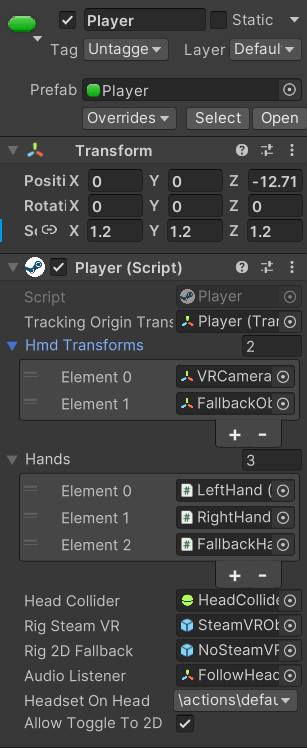 Player Static
Tag Untagge Layer Defaul
Prefab Player
Overrides Select Open
Transform
Positi X 0 Y 0 Z -12.71
Rotati X 0 Y 0 Z 0
X 1.2 Y 1.2 Z 1.2
Player (Script)
Script Player
Tracking Origin Trans Player (Tran
Hmd Transforms 2
Element 0 VRCamera
Element 1 FallbackOb
+ -
Hands 3
Element 0 LeftHand (
Element 1 RightHand
Element 2 FallbackHa
+ -
Head Collider HeadCollide
Rig Steam VR SteamVROb
Rig 2D Fallback NoSteamVR
Audio Listener FollowHead
Headset On Head \actions\defau
Allow Toggle To 2D